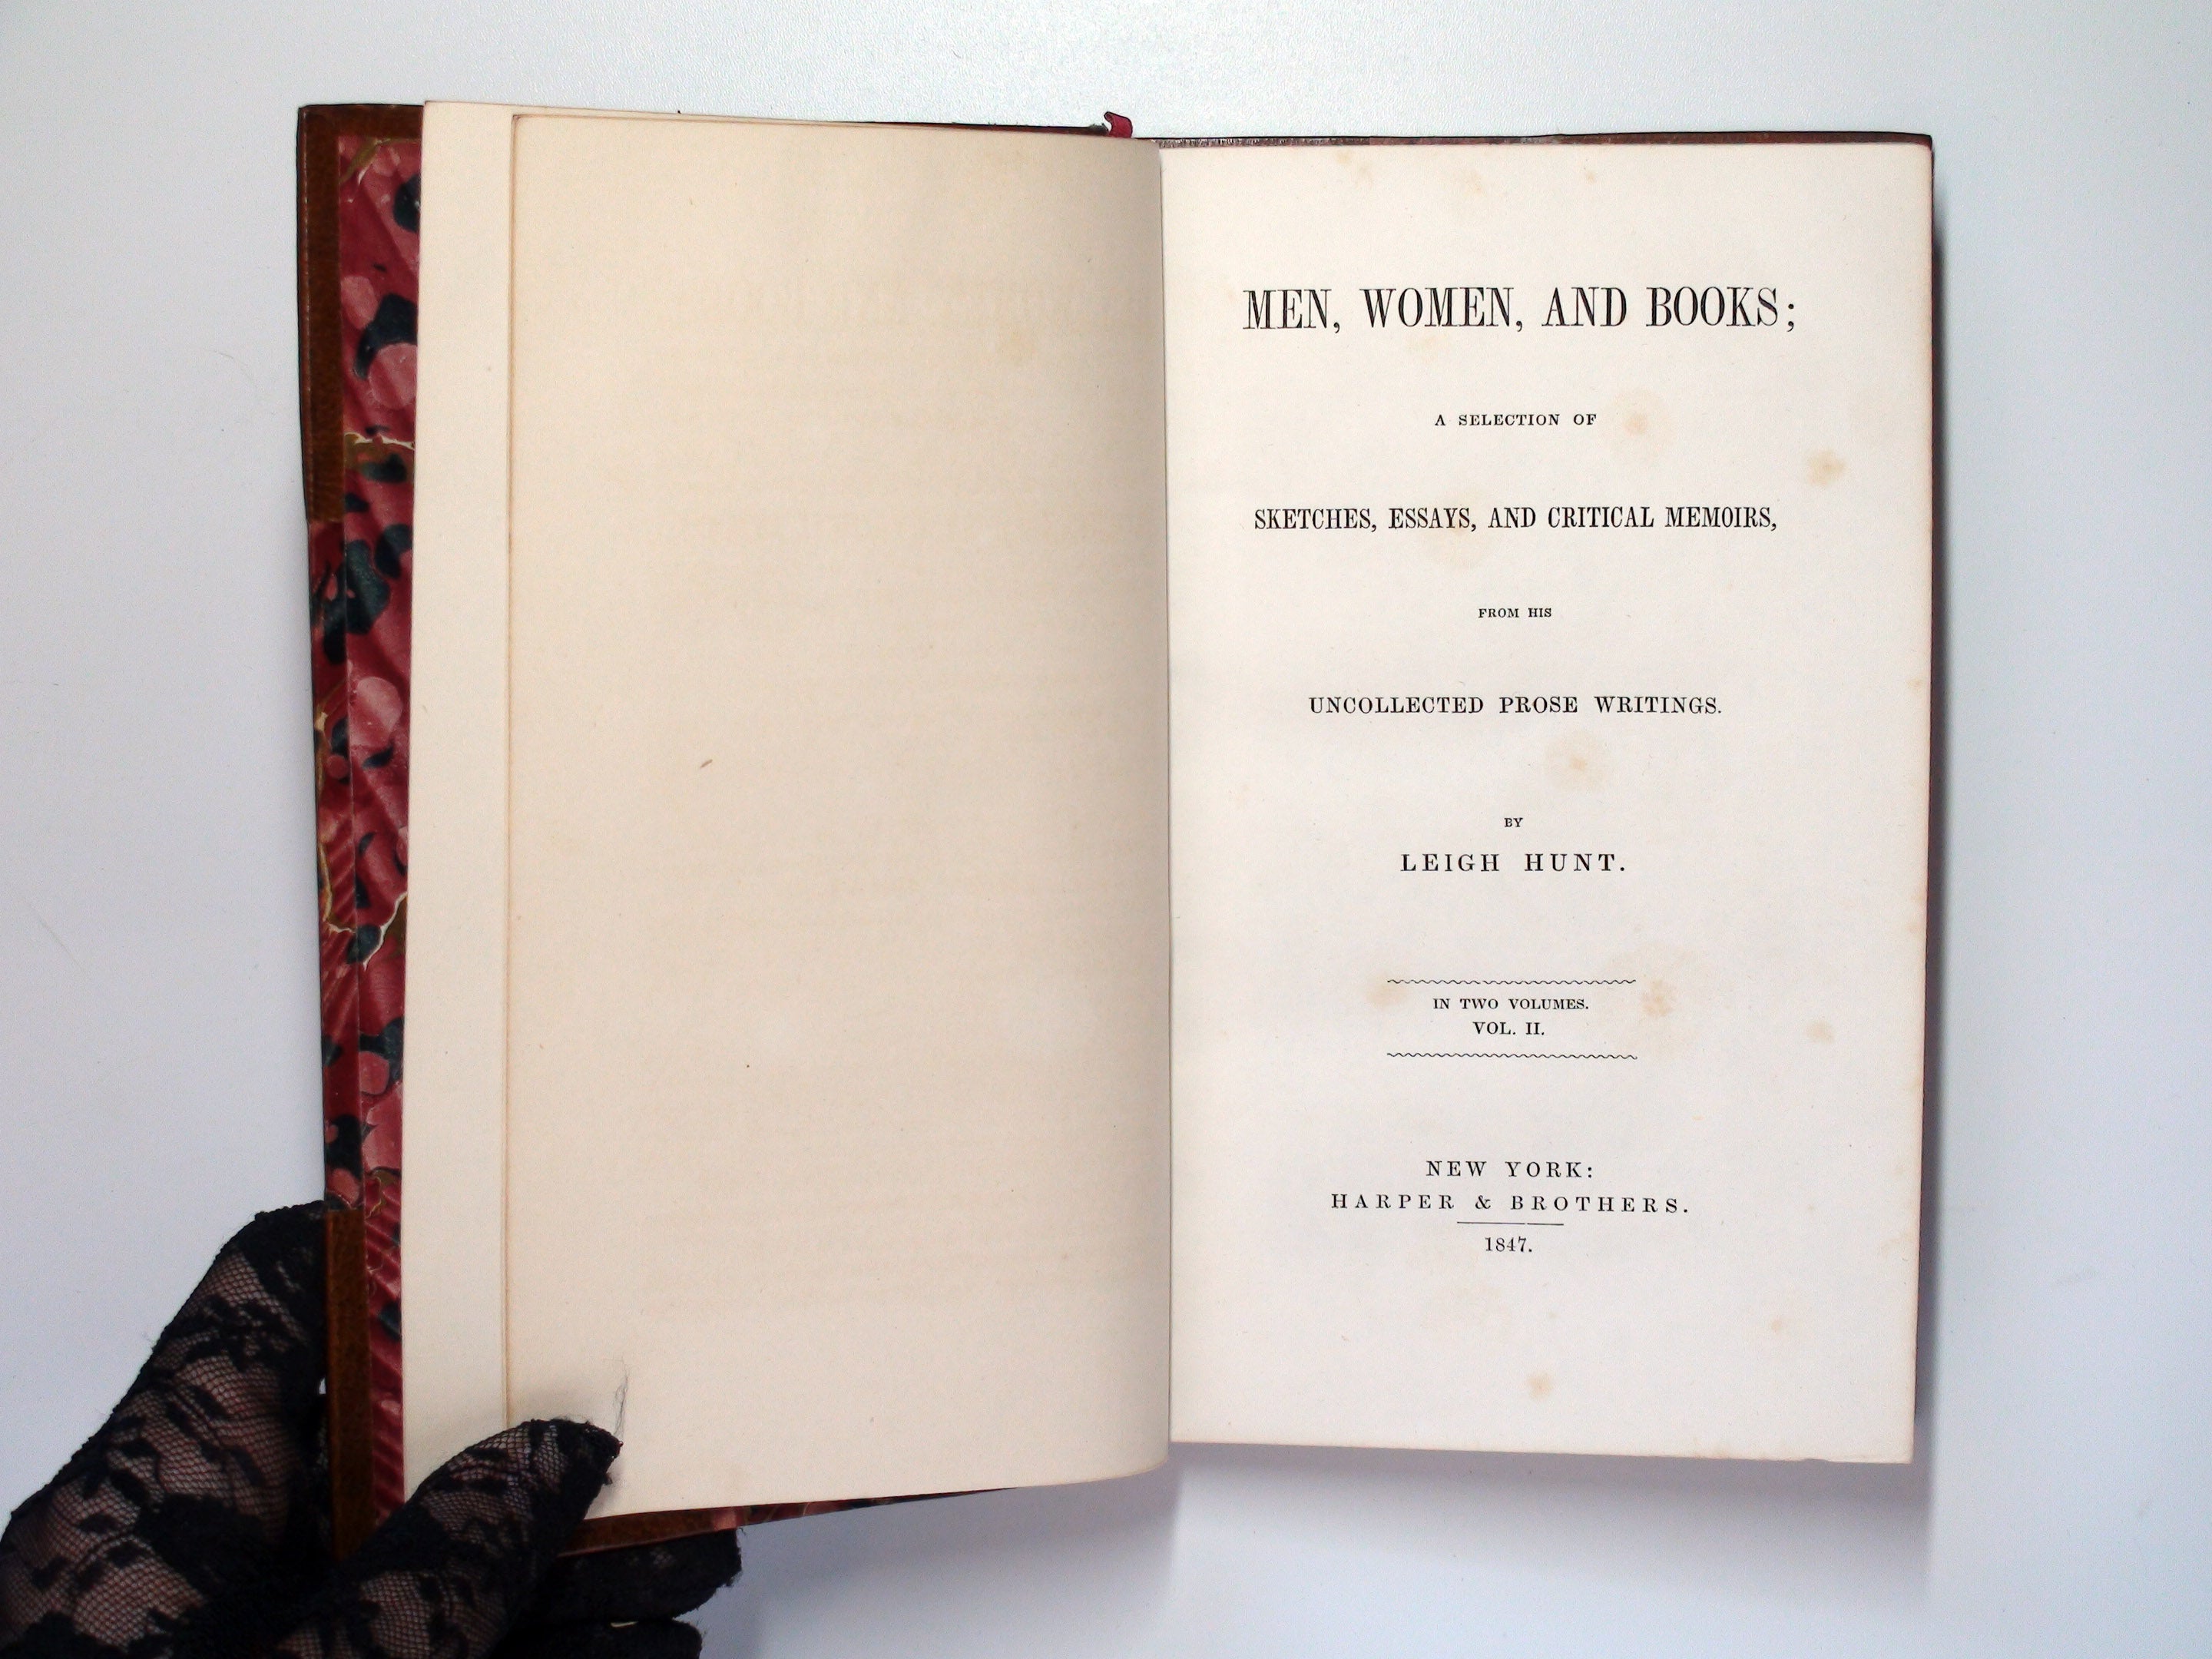 MEN, WOMEN, AND BOOKS;
A SELECTION OF
SKETCHES, ESSAYS, AND CRITICAL MEMOIRS,
FROM HIS
UNCOLLECTED PROSE WRITINGS.
BY
LEIGH HUNT.
IN TWO VOLUMES.
VOL. II.
NEW YORK:
HARPER & BROTHERS.
1847.